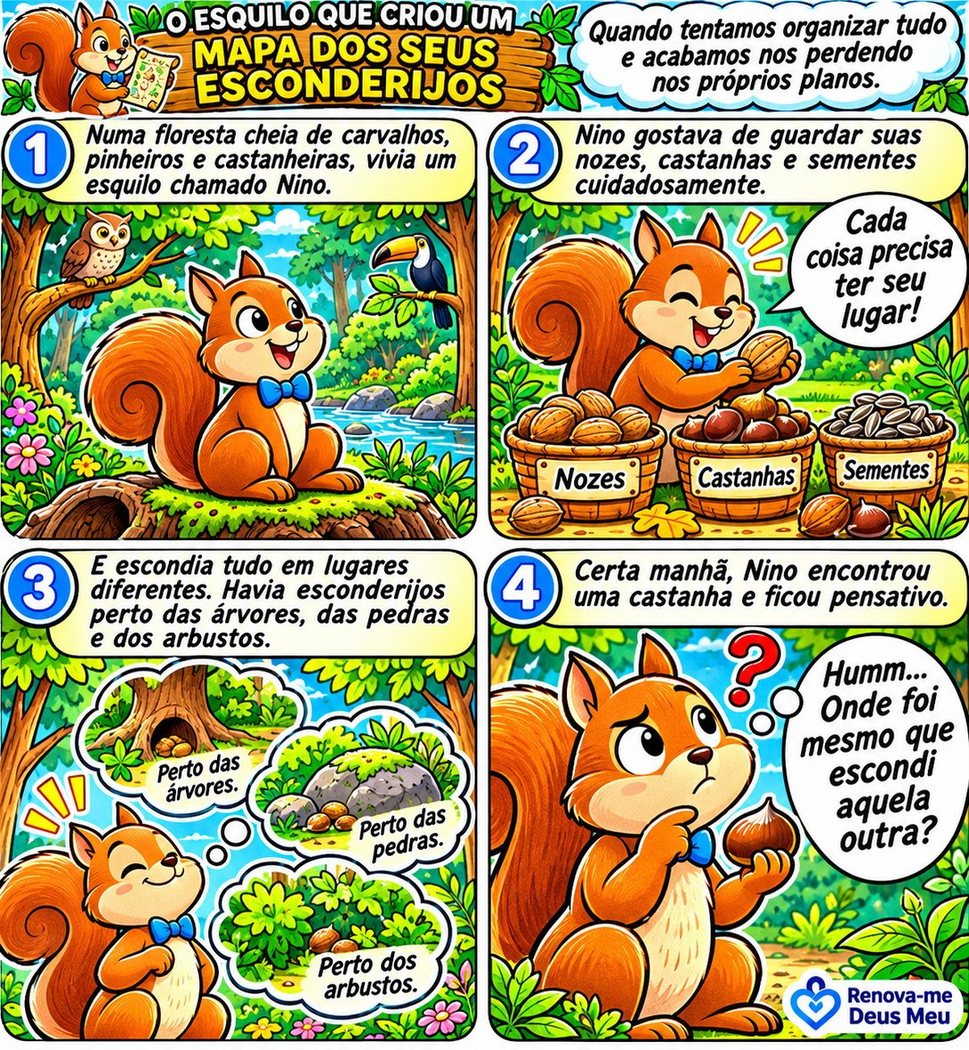 O ESQUILO QUE CRIOU UM
MAPA DOS SEUS
ESCONDERIJOS
Quando tentamos organizar tudo
e acabamos nos perdendo
nos próprios planos.
1
Numa floresta cheia de carvalhos,
pinheiros e castanheiras, vivia um
esquilo chamado Nino.
2
Nino gostava de guardar suas
nozes, castanhas e sementes
cuidadosamente.
Cada
coisa precisa
ter seu
lugar!
Nozes
Castanhas
Sementes
3
E escondia tudo em lugares
diferentes. Havia esconderijos
perto das árvores, das pedras
e dos arbustos.
Perto das
árvores.
Perto das
pedras.
Perto dos
arbustos.
4
Certa manhã, Nino encontrou
uma castanha e ficou pensativo.
?
Humm...
Onde foi
mesmo que
escondi
aquela
outra?
Renova-me
Deus Meu